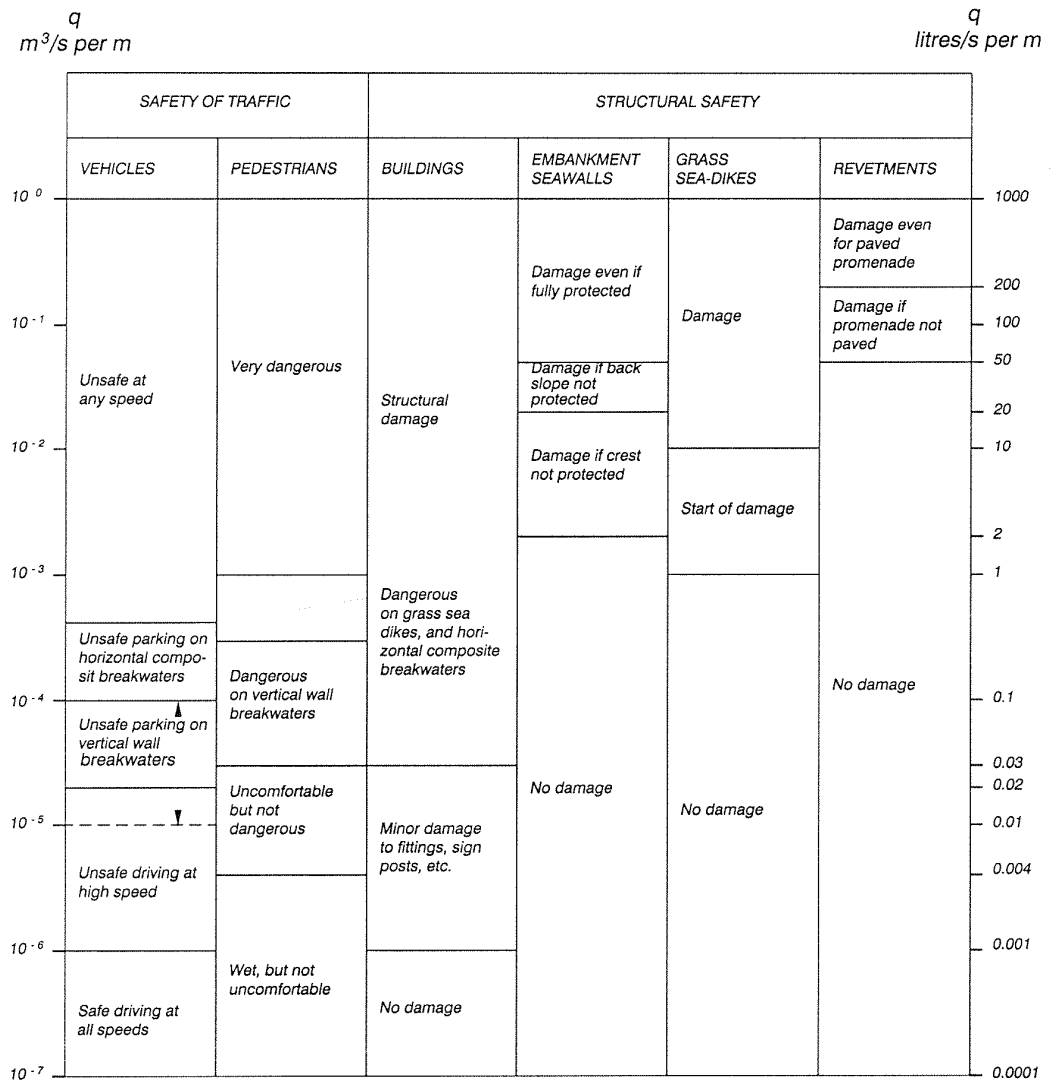 q
m³/s per m
q
litres/s per m
SAFETY OF TRAFFIC
STRUCTURAL SAFETY
VEHICLES
PEDESTRIANS
BUILDINGS
EMBANKMENT
SEAWALLS
GRASS
SEA-DIKES
REVETMENTS
10⁰
10⁻¹
10⁻²
10⁻³
10⁻⁴
10⁻⁵
10⁻⁶
10⁻⁷
Unsafe at
any speed
Unsafe parking on
horizontal compo-
sit breakwaters
Unsafe parking on
vertical wall
breakwaters
Unsafe driving at
high speed
Safe driving at
all speeds
Very dangerous
Dangerous
on vertical wall
breakwaters
Uncomfortable
but not
dangerous
Wet, but not
uncomfortable
Structural
damage
Dangerous
on grass sea
dikes, and hori-
zontal composite
breakwaters
Minor damage
to fittings, sign
posts, etc.
No damage
Damage even if
fully protected
Damage if back
slope not
protected
Damage if crest
not protected
No damage
Damage
Start of damage
No damage
Damage even
for paved
promenade
Damage if
promenade not
paved
No damage
1000
200
100
50
20
10
2
1
0.1
0.03
0.02
0.01
0.004
0.001
0.0001